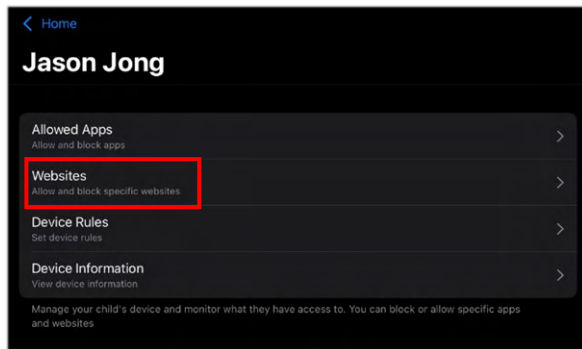 Home
Jason Jong
Allowed Apps
Allow and block apps
Websites
Allow and block specific websites
Device Rules
Set device rules
Device Information
View device information
Manage your child's device and monitor what they have access to. You can block or allow specific apps
and websites